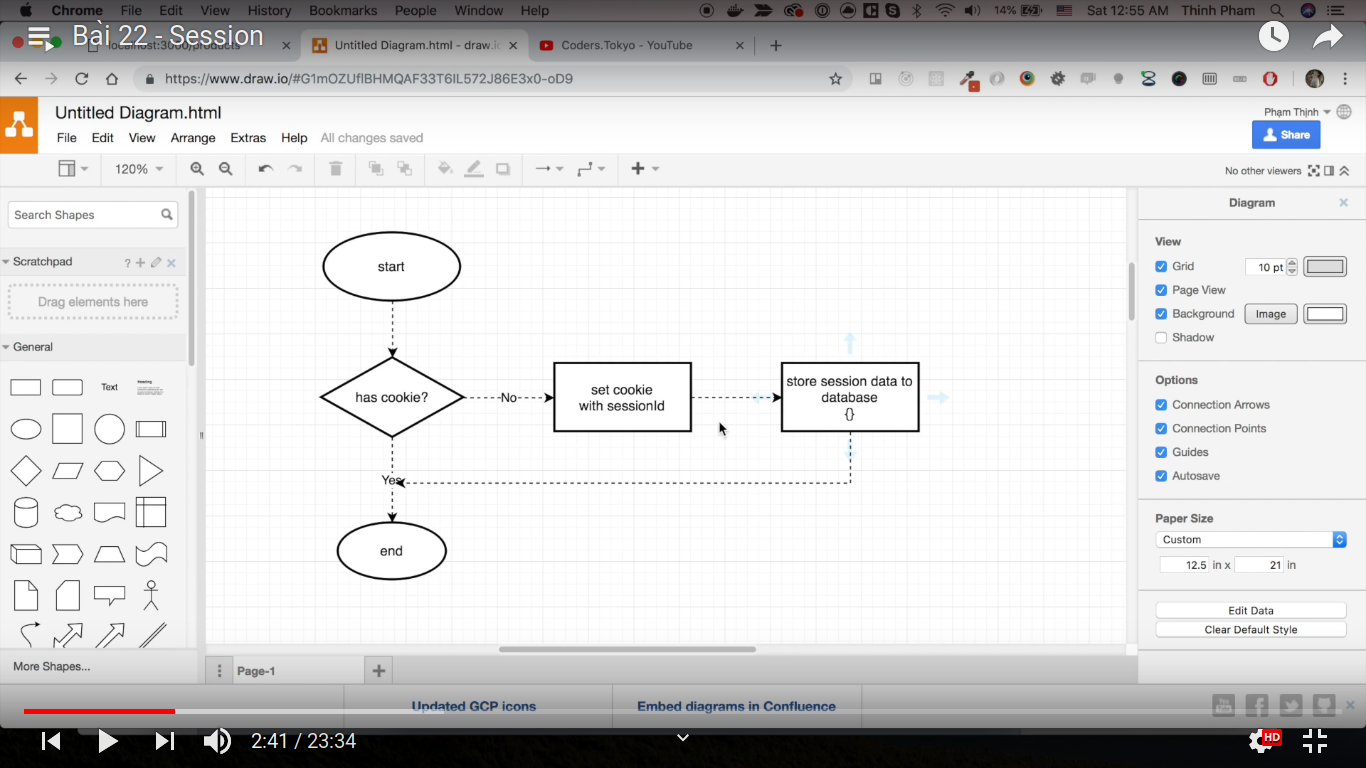 Chrome File Edit View History Bookmarks People Window Help 14% Sat 12:55 AM Thinh Pham
Bài 22 - Session
localhost:3000/products
Untitled Diagram.html - draw.io
Coders.Tokyo - YouTube
Untitled Diagram.html
File Edit View Arrange Extras Help All changes saved
Phạm Thịnh
Share
120%
No other viewers
Search Shapes
Scratchpad
?
Drag elements here
General
Text
Heading
More Shapes...
start
has cookie?
No
set cookie
with sessionId
store session data to
database
{}
Yes
end
Page-1
Diagram
View
Grid 10 pt
Page View
Background Image
Shadow
Options
Connection Arrows
Connection Points
Guides
Autosave
Paper Size
Custom
12.5 in x 21 in
Edit Data
Clear Default Style
Updated GCP icons
Embed diagrams in Confluence
You
2:41 / 23:34
HD